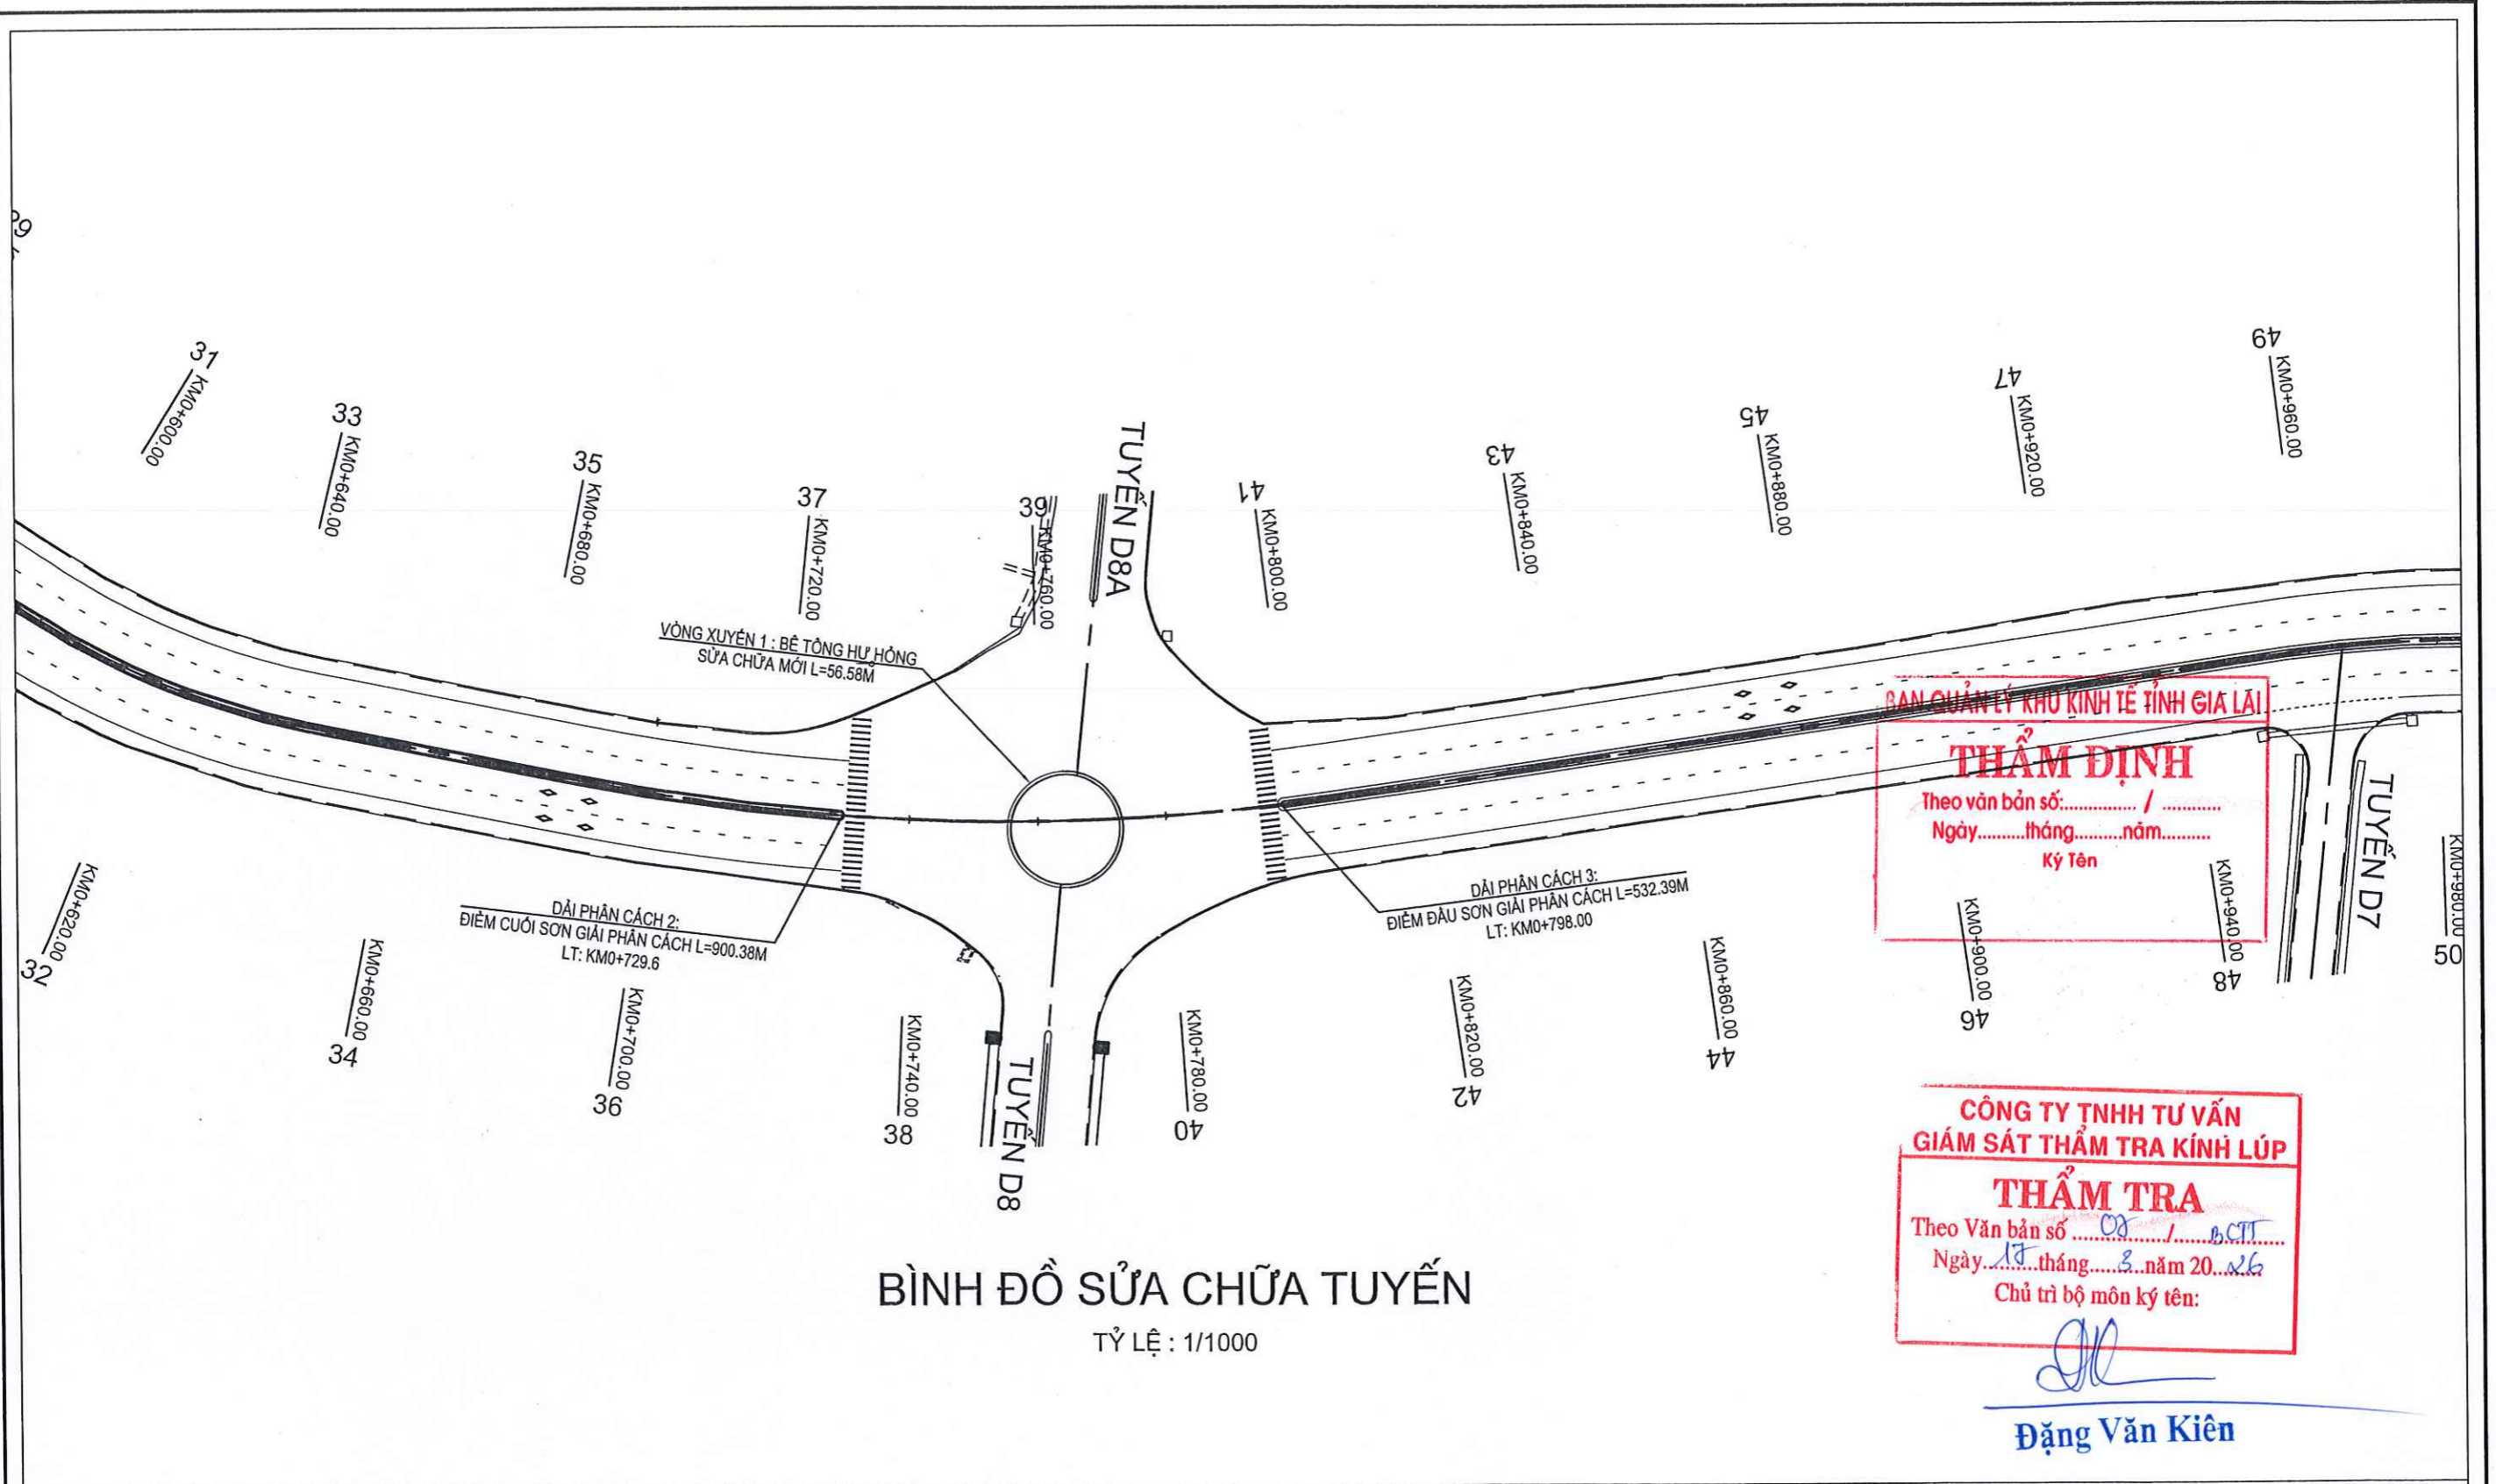 31
KM0+600.00
33
KM0+640.00
35
KM0+680.00
37
KM0+720.00
39
KM0+760.00
TUYẾN D8A
41
KM0+800.00
43
KM0+840.00
45
KM0+880.00
47
KM0+920.00
49
KM0+960.00
VÒNG XUYẾN 1 : BÊ TÔNG HƯ HỎNG
SỬA CHỮA MỚI L=56.58M
BAN QUẢN LÝ KHU KINH TẾ TỈNH GIA LAI
THẨM ĐỊNH
Theo văn bản số:............... / ............
Ngày..........tháng..........năm..........
Ký Tên
TUYẾN D7
DẢI PHÂN CÁCH 2:
ĐIỂM CUỐI SƠN GIẢI PHÂN CÁCH L=900.38M
LT: KM0+729.6
DẢI PHÂN CÁCH 3:
ĐIỂM ĐẦU SƠN GIẢI PHÂN CÁCH L=532.39M
LT: KM0+798.00
KM0+620.00
32
KM0+660.00
34
KM0+700.00
36
KM0+740.00
38
TUYẾN D8
KM0+780.00
40
KM0+820.00
42
KM0+860.00
44
KM0+900.00
46
KM0+940.00
48
KM0+980.00
50
CÔNG TY TNHH TƯ VẤN
GIÁM SÁT THẨM TRA KÍNH LÚP
THẨM TRA
Theo Văn bản số ......../........BCTT
Ngày..17..tháng.....3..năm 20..26
Chủ trì bộ môn ký tên:
Đặng Văn Kiên
BÌNH ĐỒ SỬA CHỮA TUYẾN
TỶ LỆ : 1/1000